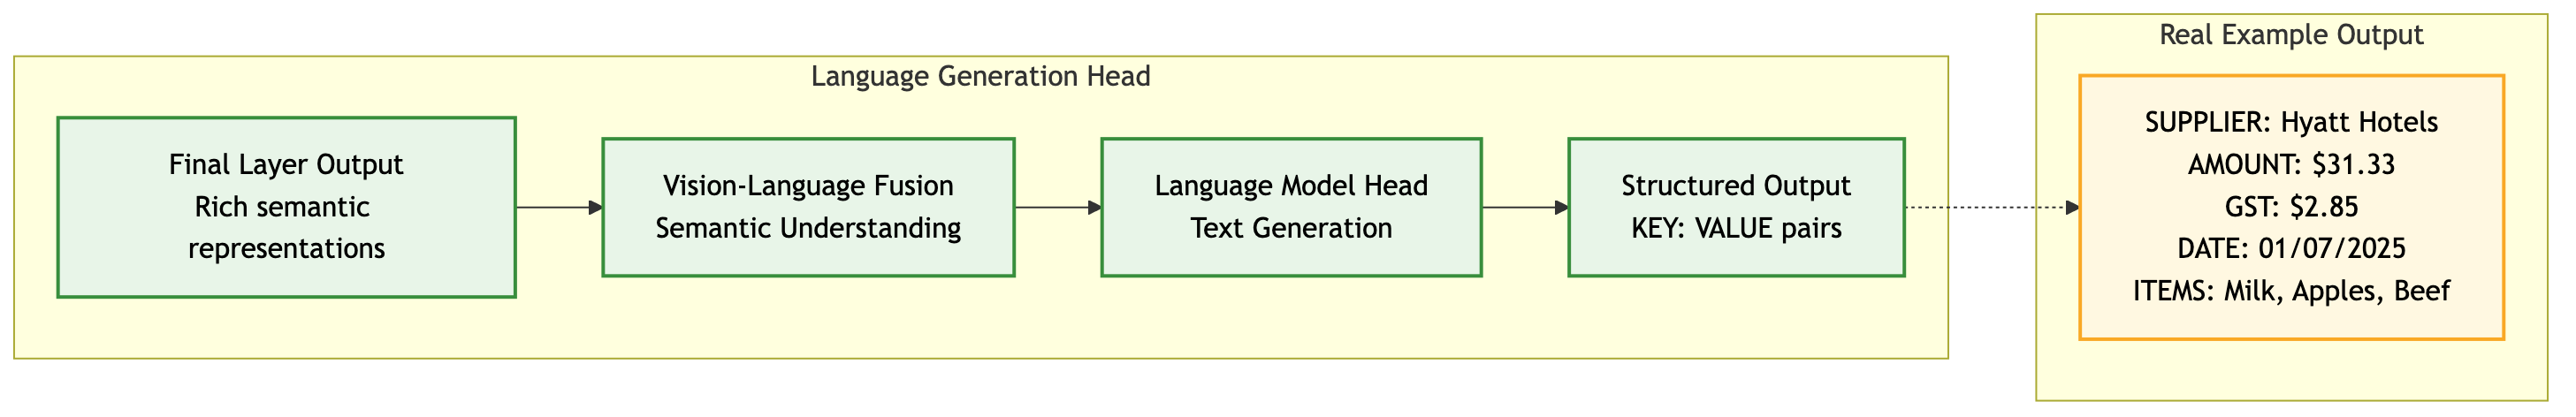 Language Generation Head
Final Layer Output
Rich semantic
representations
Vision-Language Fusion
Semantic Understanding
Language Model Head
Text Generation
Structured Output
KEY: VALUE pairs
Real Example Output
SUPPLIER: Hyatt Hotels
AMOUNT: $31.33
GST: $2.85
DATE: 01/07/2025
ITEMS: Milk, Apples, Beef